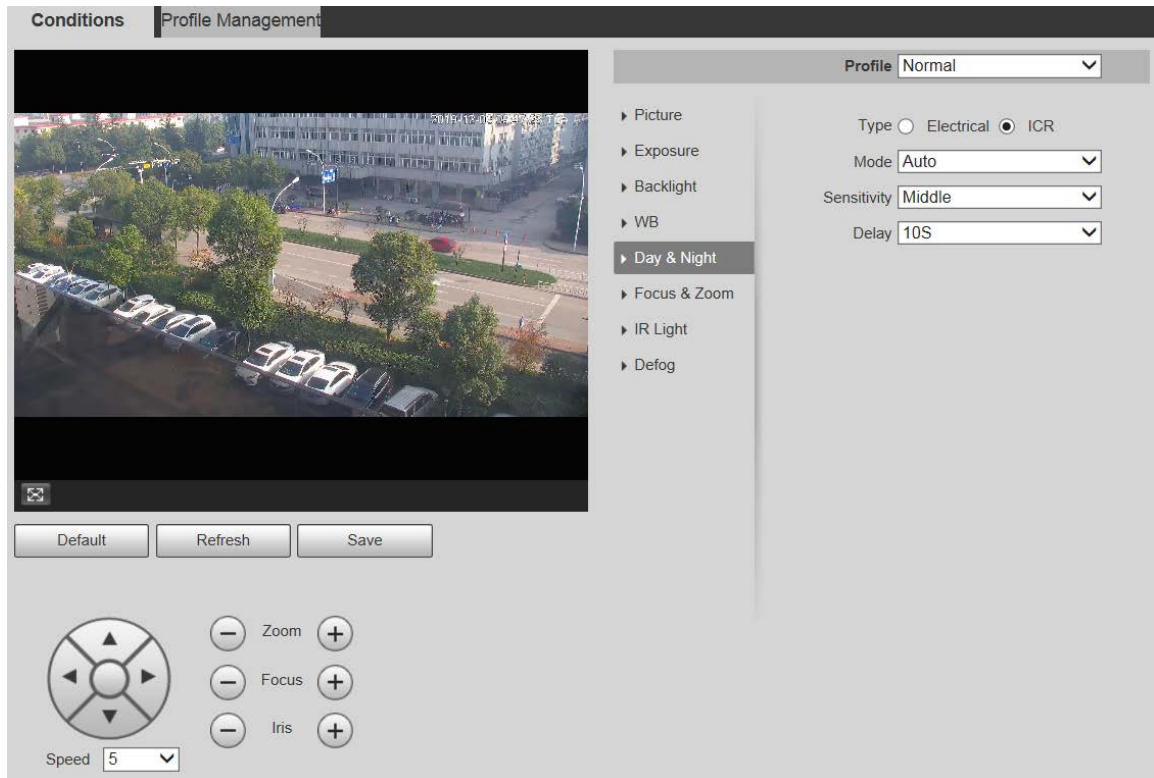 Conditions
Profile Management
Profile Normal
Picture
Exposure
Backlight
WB
Day & Night
Focus & Zoom
IR Light
Defog
Type Electrical ICR
Mode Auto
Sensitivity Middle
Delay 10S
Default
Refresh
Save
Zoom
Focus
Iris
Speed 5